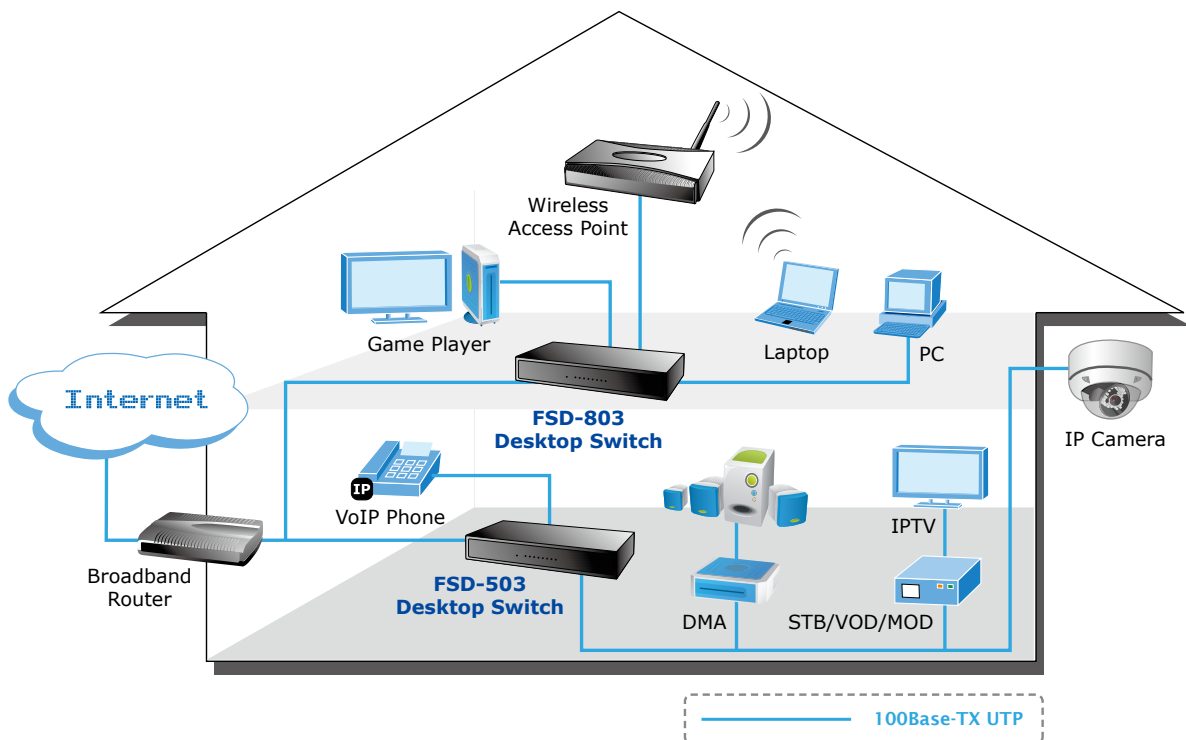 Wireless
Access Point
Game Player
Laptop
PC
Internet
FSD-803
Desktop Switch
IP Camera
IP
VoIP Phone
IPTV
Broadband
Router
FSD-503
Desktop Switch
DMA
STB/VOD/MOD
100Base-TX UTP